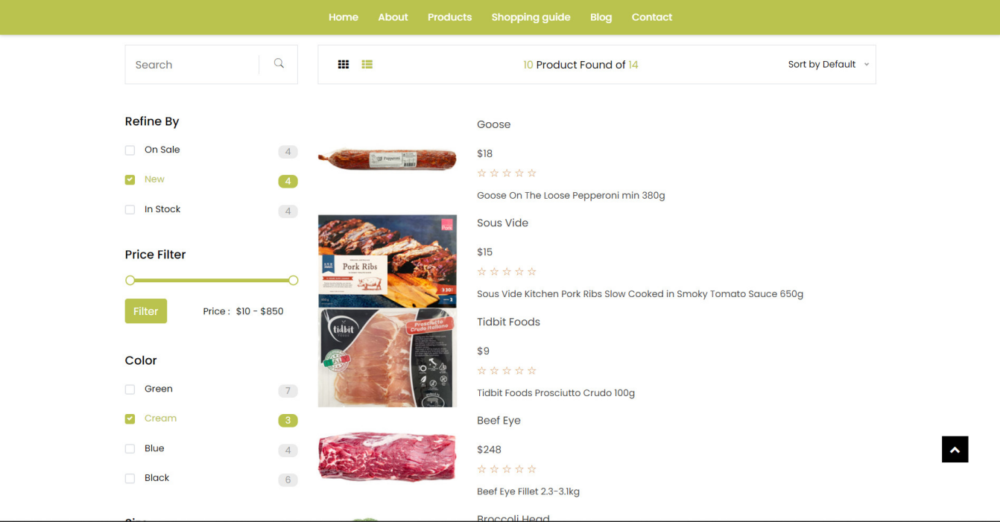 Home About Products Shopping guide Blog Contact
Search
10 Product Found of 14
Sort by Default
Refine By
On Sale 4
New 4
In Stock 4
Price Filter
Filter
Price : $10 - $850
Color
Green 7
Cream 3
Blue 4
Black 6
Goose
$18
Goose On The Loose Pepperoni min 380g
Pepperoni
Sous Vide
$15
Sous Vide Kitchen Pork Ribs Slow Cooked in Smoky Tomato Sauce 650g
Pork
Pork Ribs
Tidbit Foods
$9
Tidbit Foods Prosciutto Crudo 100g
tidbit
Prosciutto
Crudo Italiano
Beef Eye
$248
Beef Eye Fillet 2.3-3.1kg
Broccoli Head